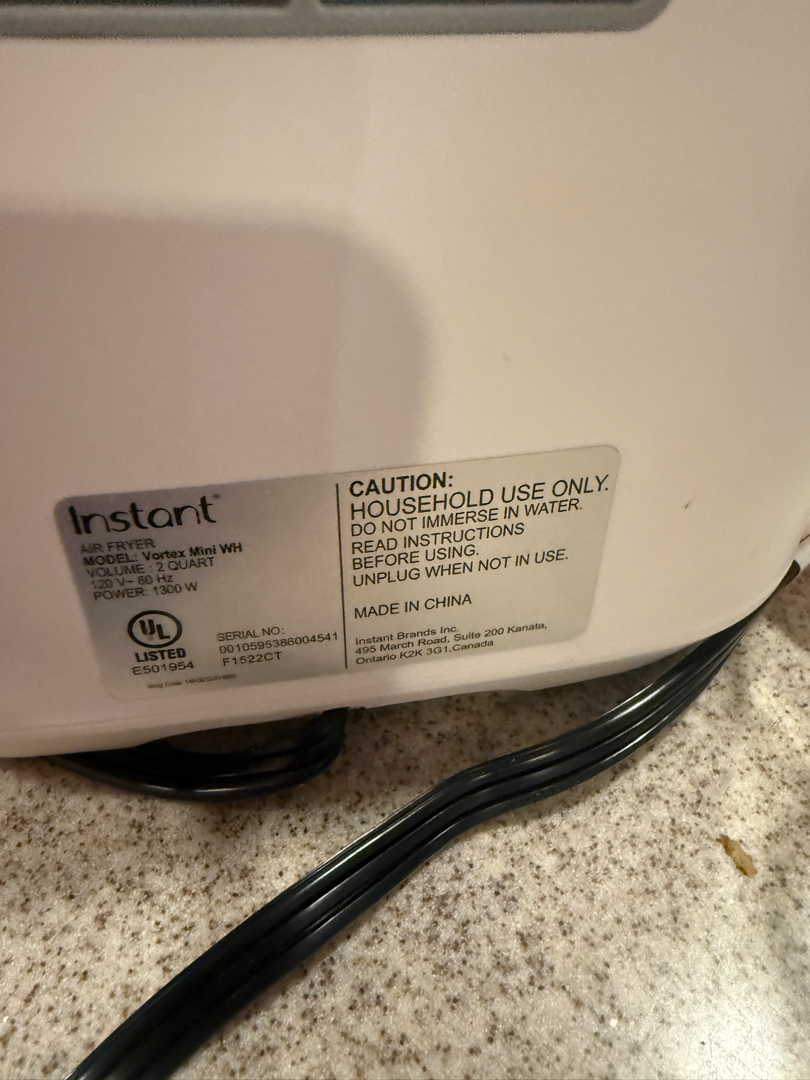 Instant®
AIR FRYER
MODEL: Vortex Mini WH
VOLUME : 2 QUART
120 V~ 60 Hz
POWER: 1300 W
UL
LISTED
E501954
SERIAL NO:
0010595386004541
F1522CT
CAUTION:
HOUSEHOLD USE ONLY.
DO NOT IMMERSE IN WATER.
READ INSTRUCTIONS
BEFORE USING.
UNPLUG WHEN NOT IN USE.
MADE IN CHINA
Instant Brands Inc.
495 March Road, Suite 200 Kanata,
Ontario K2K 3G1,Canada